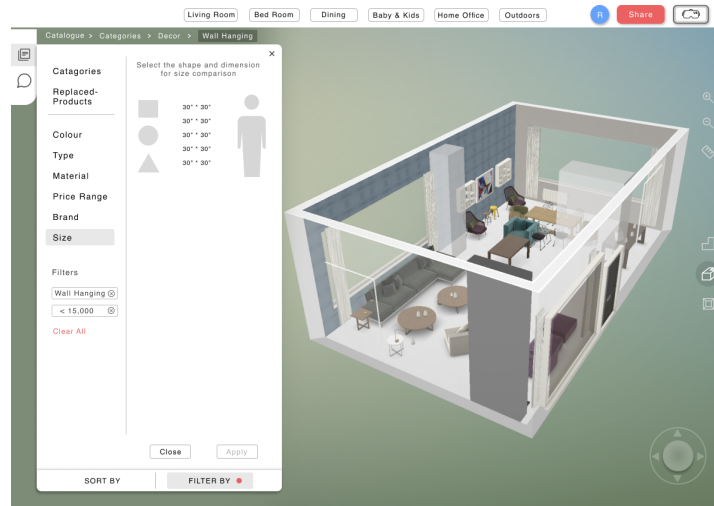 Living Room
Bed Room
Dining
Baby & Kids
Home Office
Outdoors
R
Share
Catalogue > Categories > Decor > Wall Hanging
×
Catagories
Replaced-
Products
Colour
Type
Material
Price Range
Brand
Size
Filters
Wall Hanging
< 15,000
Clear All
Select the shape and dimension
for size comparison
30" * 30"
30" * 30"
30" * 30"
30" * 30"
30" * 30"
Close
Apply
SORT BY
FILTER BY